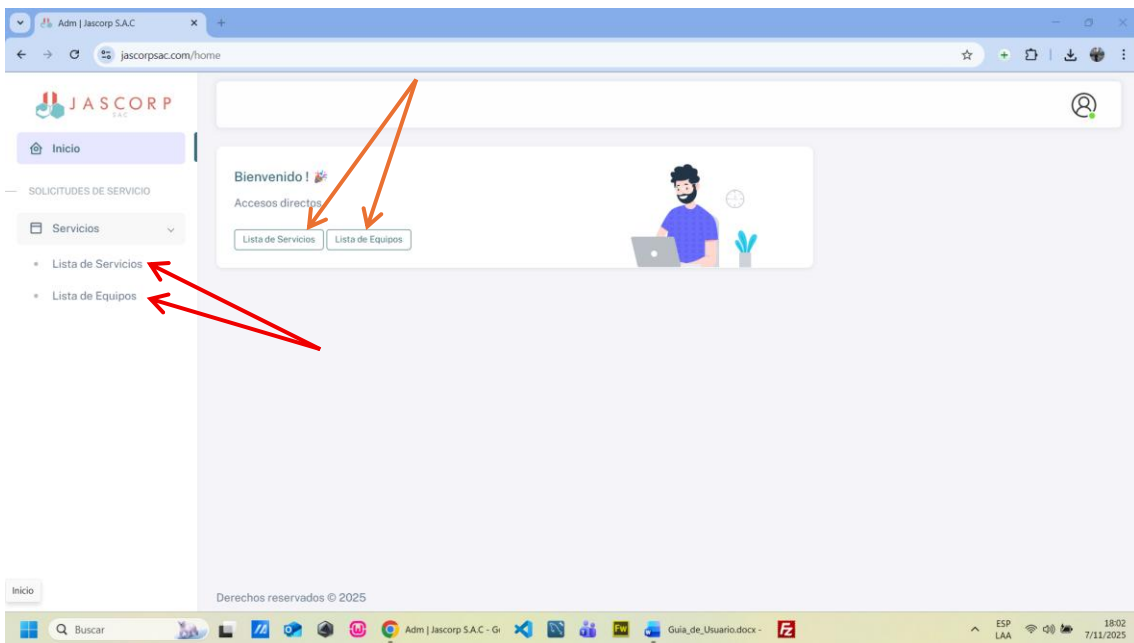 Adm | Jascorp S.A.C
jascorpsac.com/home
JASCORP
SAC
Inicio
SOLICITUDES DE SERVICIO
Servicios
Lista de Servicios
Lista de Equipos
Bienvenido !
Accesos directos
Lista de Servicios
Lista de Equipos
Derechos reservados © 2025
Inicio
Buscar
Adm | Jascorp S.A.C - G
Fw
Guia_de_Usuario.docx -
ESP
LAA
18:02
7/11/2025